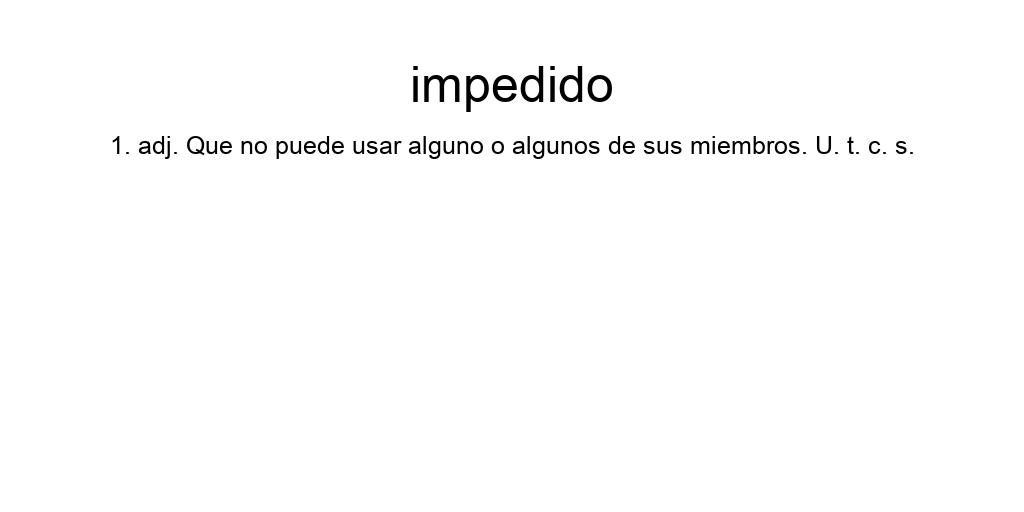 impedido
1. adj. Que no puede usar alguno o algunos de sus miembros. U. t. c. s.